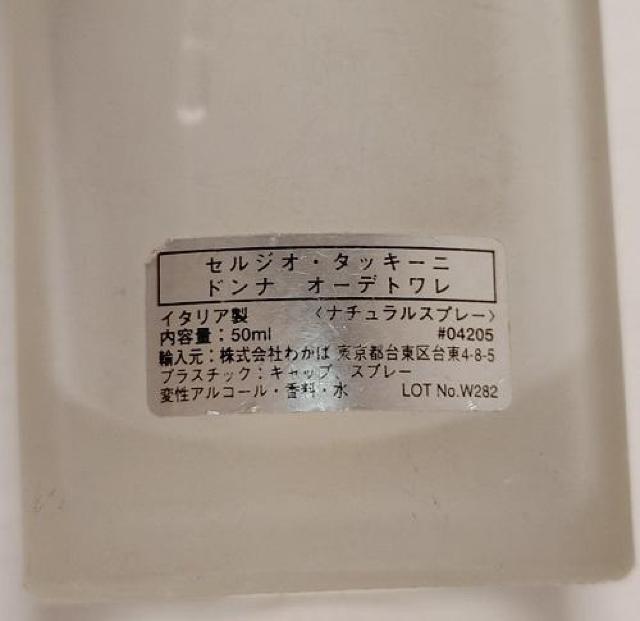 セルジオ・タッキーニ
ドンナ オーデトワレ
イタリア製 〈ナチュラルスプレー〉
内容量：50ml #04205
輸入元：株式会社わかば 東京都台東区台東4-8-5
プラスチック：キャップ、スプレー
変性アルコール・香料・水 LOT No.W282